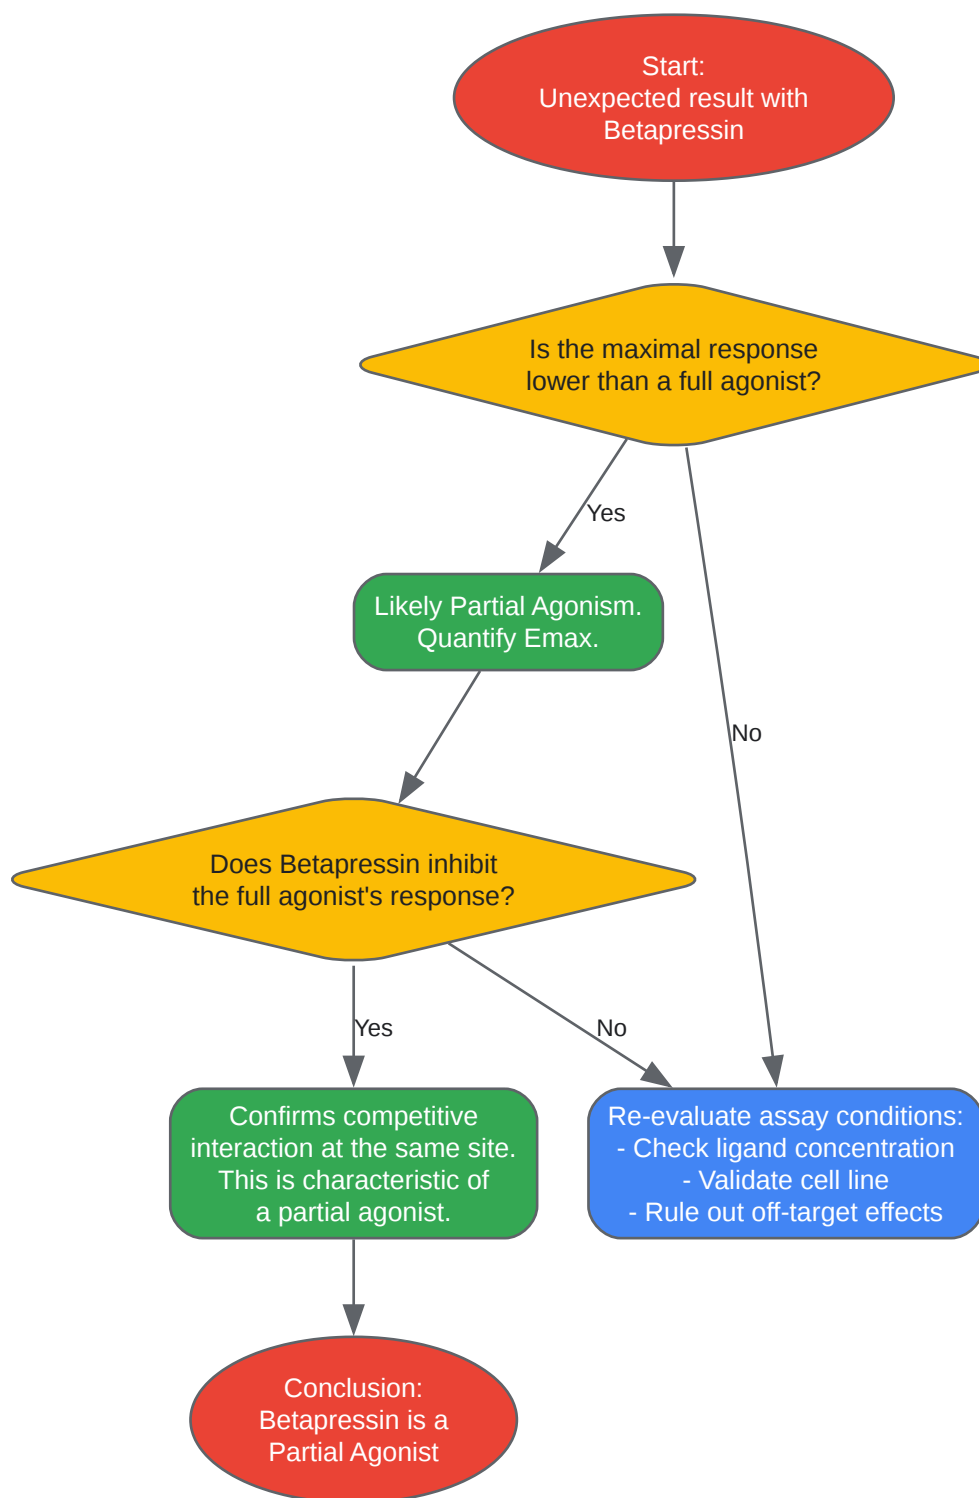 Start:
Unexpected result with
Betapressin
Is the maximal response
lower than a full agonist?
Yes
Likely Partial Agonism.
Quantify Emax.
No
Does Betapressin inhibit
the full agonist's response?
Yes
No
Confirms competitive
interaction at the same site.
This is characteristic of
a partial agonist.
Re-evaluate assay conditions:
- Check ligand concentration
- Validate cell line
- Rule out off-target effects
Conclusion:
Betapressin is a
Partial Agonist